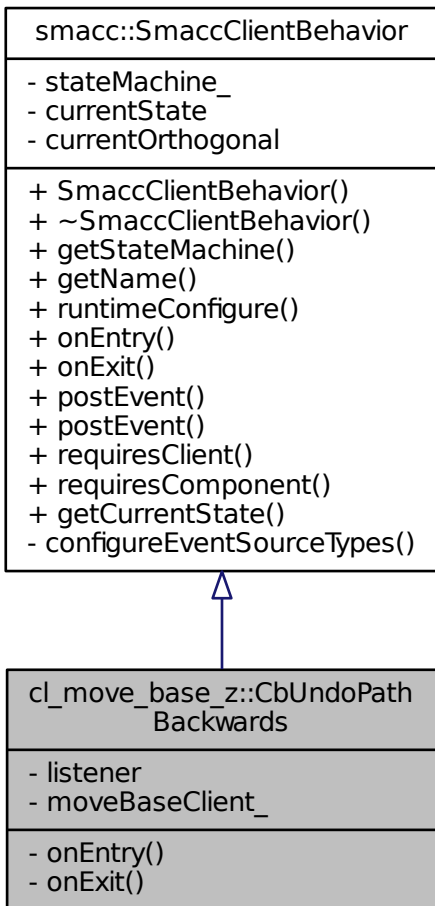 smacc::SmaccClientBehavior
- stateMachine_
- currentState
- currentOrthogonal
+ SmaccClientBehavior()
+ ~SmaccClientBehavior()
+ getStateMachine()
+ getName()
+ runtimeConfigure()
+ onEntry()
+ onExit()
+ postEvent()
+ postEvent()
+ requiresClient()
+ requiresComponent()
+ getCurrentState()
- configureEventSourceTypes()
cl_move_base_z::CbUndoPath
Backwards
- listener
- moveBaseClient_
- onEntry()
- onExit()